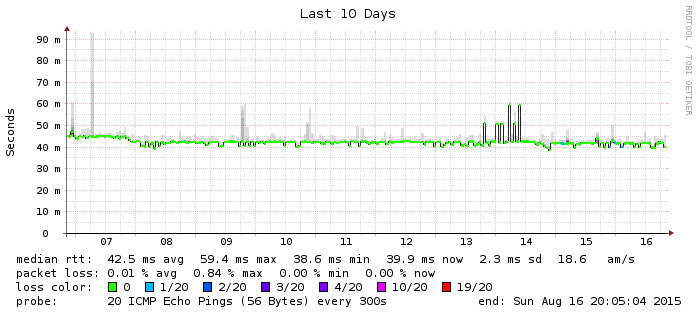 Last 10 Days
RRDTOOL / TOBI OETIKER
Seconds
90 m
80 m
70 m
60 m
50 m
40 m
30 m
20 m
10 m
0
07 08 09 10 11 12 13 14 15 16
median rtt: 42.5 ms avg 59.4 ms max 38.6 ms min 39.9 ms now 2.3 ms sd 18.6 am/s
packet loss: 0.01 % avg 0.84 % max 0.00 % min 0.00 % now
loss color: 0 1/20 2/20 3/20 4/20 10/20 19/20
probe: 20 ICMP Echo Pings (56 Bytes) every 300s end: Sun Aug 16 20:05:04 2015